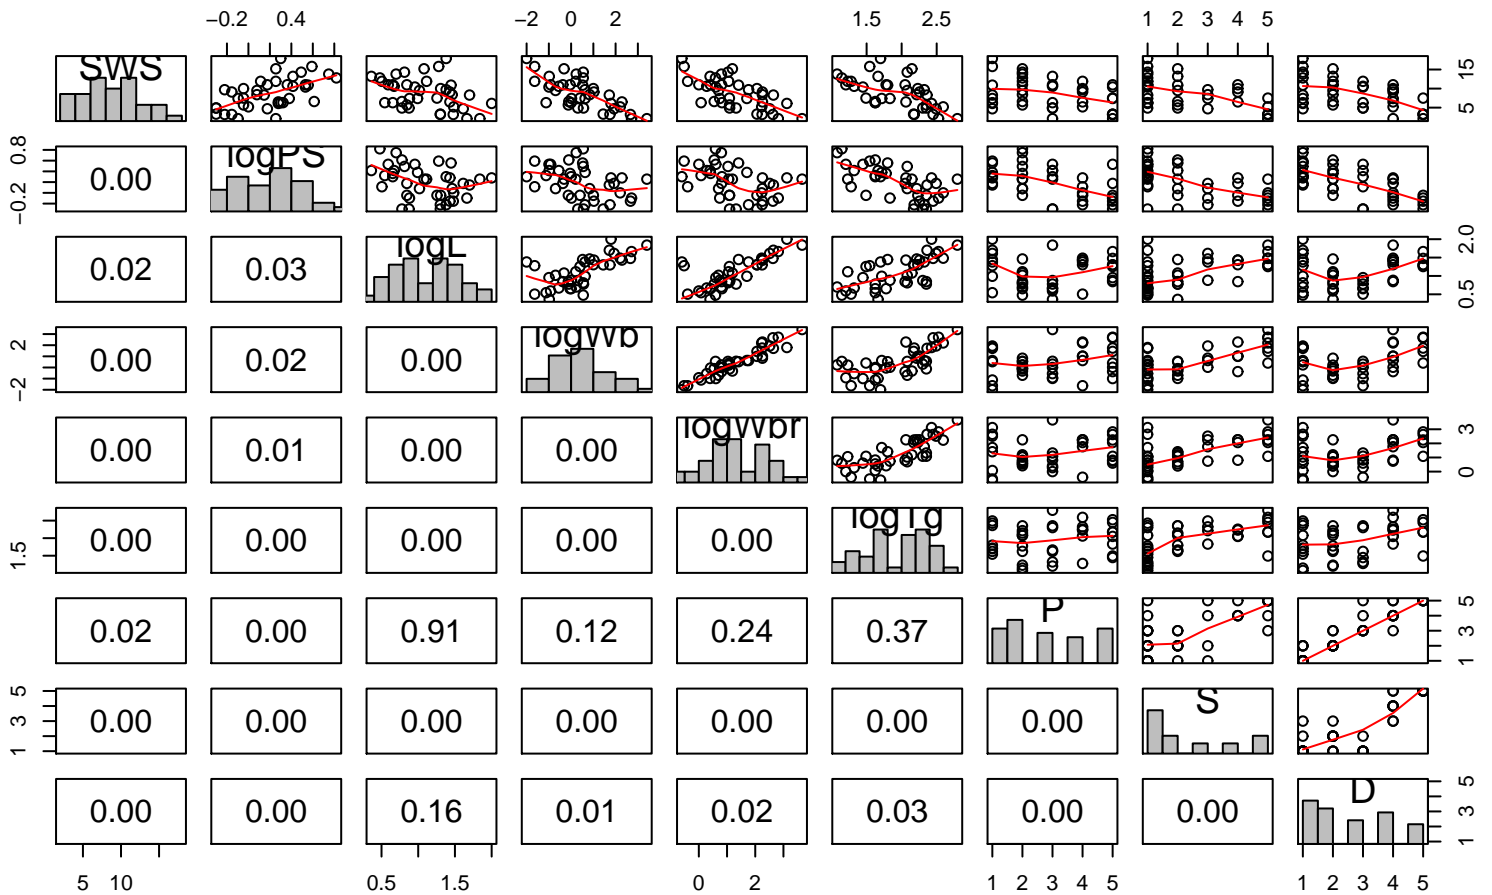 −0.2 0.4 −2 0 2 1.5 2.5 1 2 3 4 5
SWS 15 5
0.8 −0.2 0.00 logPS
0.02 0.03 logL 2.0 0.5
2 −2 0.00 0.02 0.00 logWb
0.00 0.01 0.00 0.00 logWbr 3 0
1.5 0.00 0.00 0.00 0.00 0.00 logTg
0.02 0.00 0.91 0.12 0.24 0.37 P 5 3 1
5 3 1 0.00 0.00 0.00 0.00 0.00 0.00 0.00 S
0.00 0.00 0.16 0.01 0.02 0.03 0.00 0.00 D 5 3 1
5 10 0.5 1.5 0 2 1 2 3 4 5 1 2 3 4 5